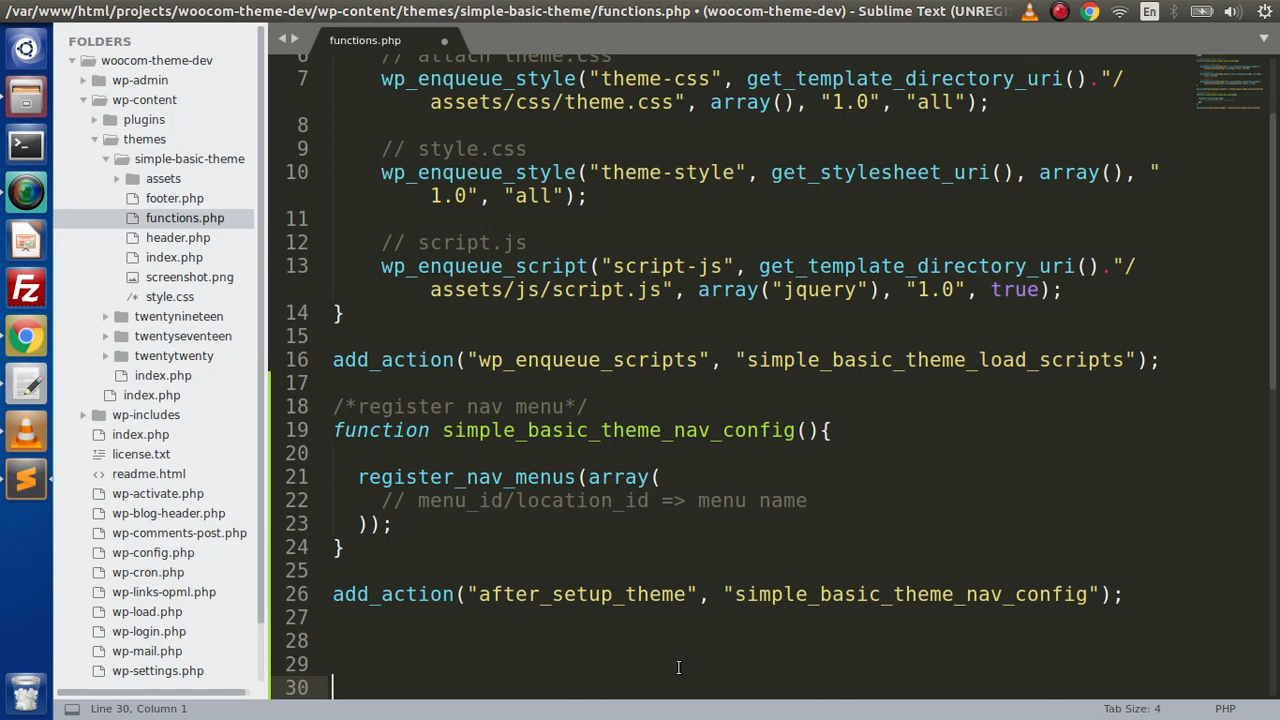 /var/www/html/projects/woocom-theme-dev/wp-content/themes/simple-basic-theme/functions.php • (woocom-theme-dev) - Sublime Text (UNREGI
En
FOLDERS
woocom-theme-dev
wp-admin
wp-content
plugins
themes
simple-basic-theme
assets
footer.php
functions.php
header.php
index.php
screenshot.png
/* style.css
twentynineteen
twentyseventeen
twentytwenty
index.php
index.php
wp-includes
index.php
license.txt
<> readme.html
wp-activate.php
wp-blog-header.php
wp-comments-post.php
wp-config.php
wp-cron.php
wp-links-opml.php
wp-load.php
wp-login.php
wp-mail.php
wp-settings.php
functions.php
6 // attach theme.css
7 wp_enqueue_style("theme-css", get_template_directory_uri()."/
assets/css/theme.css", array(), "1.0", "all");
8
9 // style.css
10 wp_enqueue_style("theme-style", get_stylesheet_uri(), array(), "
1.0", "all");
11
12 // script.js
13 wp_enqueue_script("script-js", get_template_directory_uri()."/
assets/js/script.js", array("jquery"), "1.0", true);
14 }
15
16 add_action("wp_enqueue_scripts", "simple_basic_theme_load_scripts");
17
18 /*register nav menu*/
19 function simple_basic_theme_nav_config(){
20
21 register_nav_menus(array(
22 // menu_id/location_id => menu name
23 ));
24 }
25
26 add_action("after_setup_theme", "simple_basic_theme_nav_config");
27
28
29
30
Line 30, Column 1
Tab Size: 4
PHP